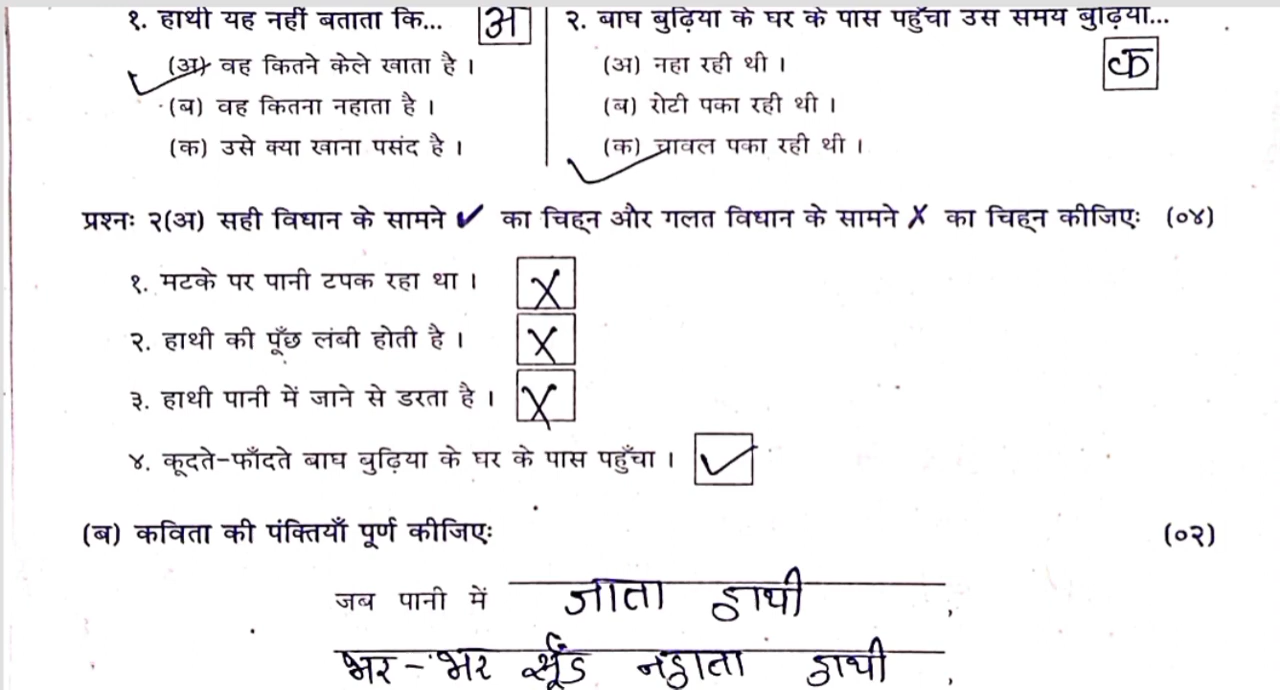 १. हाथी यह नहीं बताता कि... अ
(अ) वह कितने केले खाता है ।
(ब) वह कितना नहाता है ।
(क) उसे क्या खाना पसंद है ।
२. बाघ बुढ़िया के घर के पास पहुँचा उस समय बुढ़िया...
क
(अ) नहा रही थी ।
(ब) रोटी पका रही थी ।
(क) चावल पका रही थी ।
प्रश्नः २(अ) सही विधान के सामने ✓ का चिह्न और गलत विधान के सामने X का चिह्न कीजिएः (०४)
१. मटके पर पानी टपक रहा था । X
२. हाथी की पूँछ लंबी होती है । X
३. हाथी पानी में जाने से डरता है । X
४. कूदते-फाँदते बाघ बुढ़िया के घर के पास पहुँचा । ✓
(ब) कविता की पंक्तियाँ पूर्ण कीजिएः (०२)
जब पानी में जाता हाथी ,
भर-भर सूँड नहाता हाथी ,